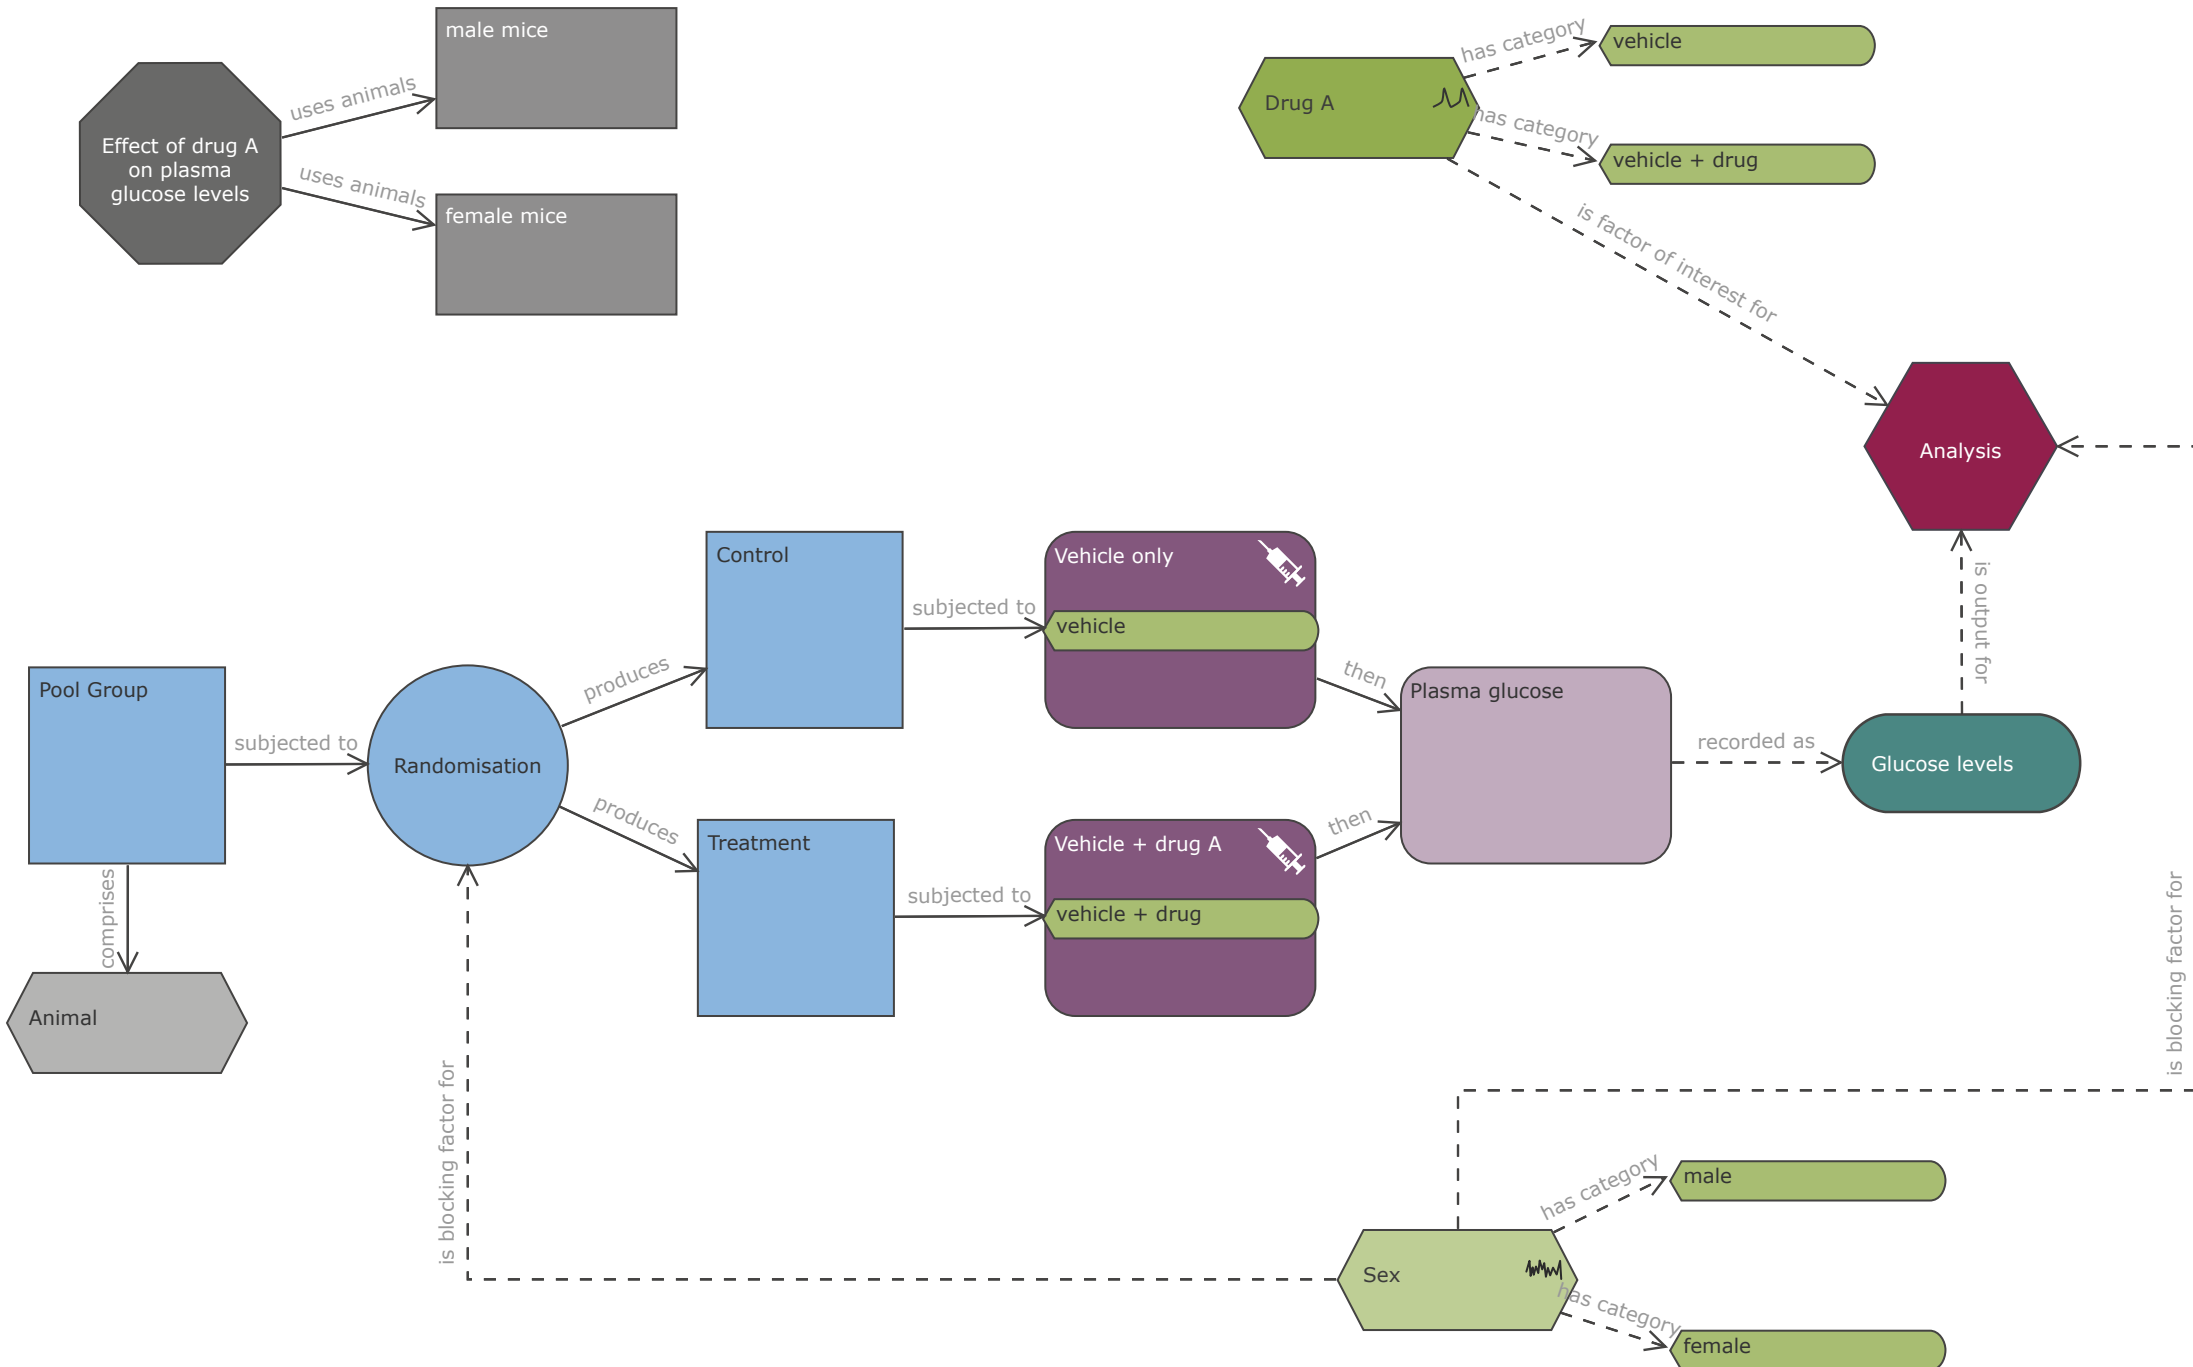 male mice
uses animals
Effect of drug A
on plasma
glucose levels
uses animals
female mice
has category
vehicle
Drug A
has category
vehicle + drug
is factor of interest for
Analysis
Control
subjected to
Vehicle only
vehicle
is output for
Pool Group
subjected to
Randomisation
produces
then
Plasma glucose
recorded as
Glucose levels
produces
Treatment
subjected to
Vehicle + drug A
vehicle + drug
then
comprises
Animal
is blocking factor for
is blocking factor for
has category
male
Sex
has category
female